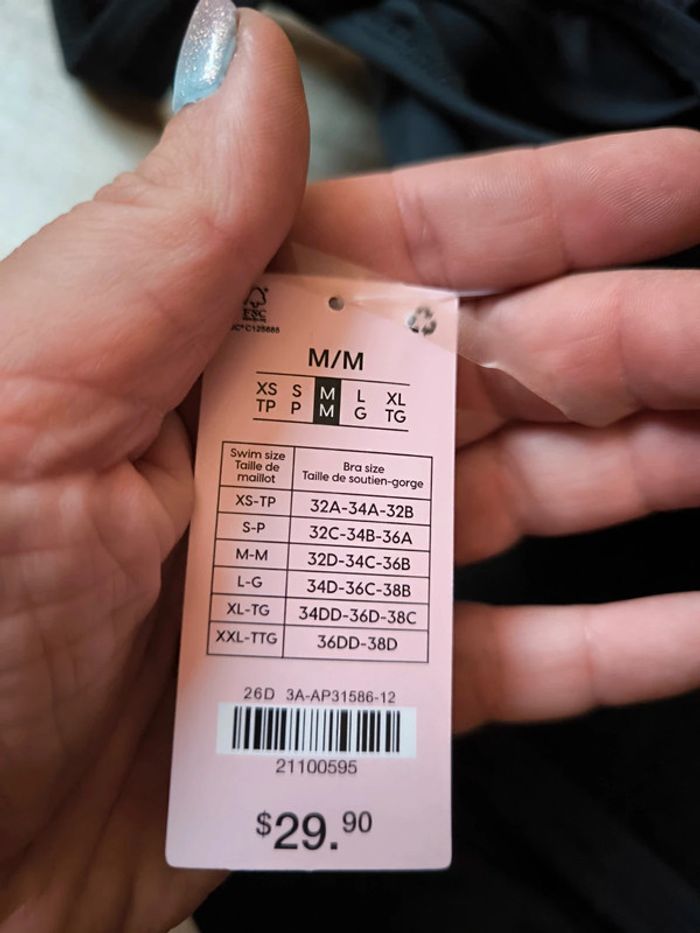 FSC
C128688
M/M
XS S M L XL
TP P M G TG
Swim size
Taille de
maillot
Bra size
Taille de soutien-gorge
XS-TP 32A-34A-32B
S-P 32C-34B-36A
M-M 32D-34C-36B
L-G 34D-36C-38B
XL-TG 34DD-36D-38C
XXL-TTG 36DD-38D
26D 3A-AP31586-12
21100595
$29.90